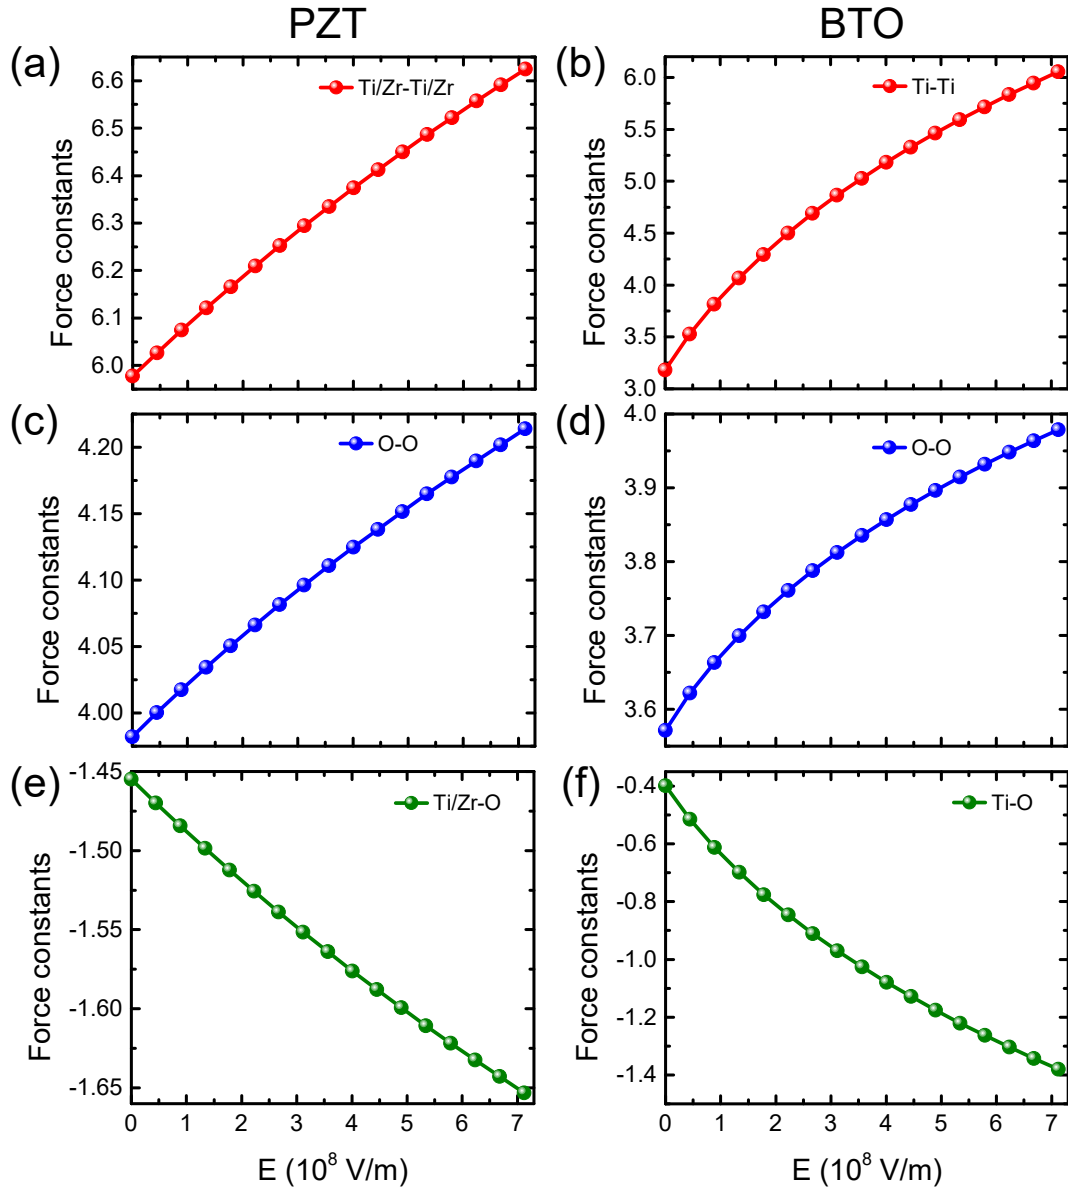 PZT
BTO
(a)
Force constants
6.6
6.5
6.4
6.3
6.2
6.1
6.0
Ti/Zr-Ti/Zr
(b)
Force constants
6.0
5.5
5.0
4.5
4.0
3.5
3.0
Ti-Ti
(c)
Force constants
4.20
4.15
4.10
4.05
4.00
O-O
(d)
Force constants
4.0
3.9
3.8
3.7
3.6
O-O
(e)
Force constants
-1.45
-1.50
-1.55
-1.60
-1.65
Ti/Zr-O
0 1 2 3 4 5 6 7
E (10⁸ V/m)
(f)
Force constants
-0.4
-0.6
-0.8
-1.0
-1.2
-1.4
Ti-O
0 1 2 3 4 5 6 7
E (10⁸ V/m)